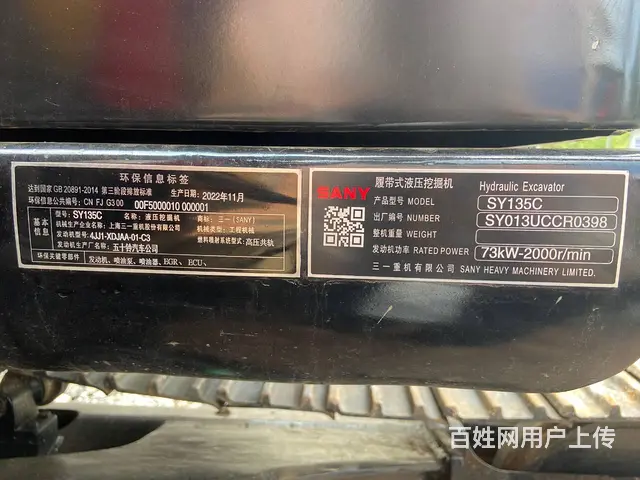 环保信息标签
达到国家 GB 20891-2014 第三阶段排放标准 生产日期: 2022年11月
环保信息公开编号: CN FJ G3 00 00F5000010 000001
基本信息
型号: SY135C 名称: 液压挖掘机 商标: 三一(SANY)
机械生产厂名称: 上海三一重机股份有限公司 机械类型: 工程机械
发动机型号: 4JJ1-XDJAA-01-C3 燃料喷射系统型式: 高压共轨
发动机生产厂: 五十铃汽车公司
环保关键零部件 发动机、喷油泵、喷油器、EGR、ECU、
SANY
履带式液压挖掘机 Hydraulic Excavator
产品型号 MODEL SY135C
出厂编号 NUMBER SY013UCCR0398
整机重量 WEIGHT
发动机功率 RATED POWER 73kW-2000r/min
三一重机有限公司 SANY HEAVY MACHINERY LIMITED.
百姓网用户上传